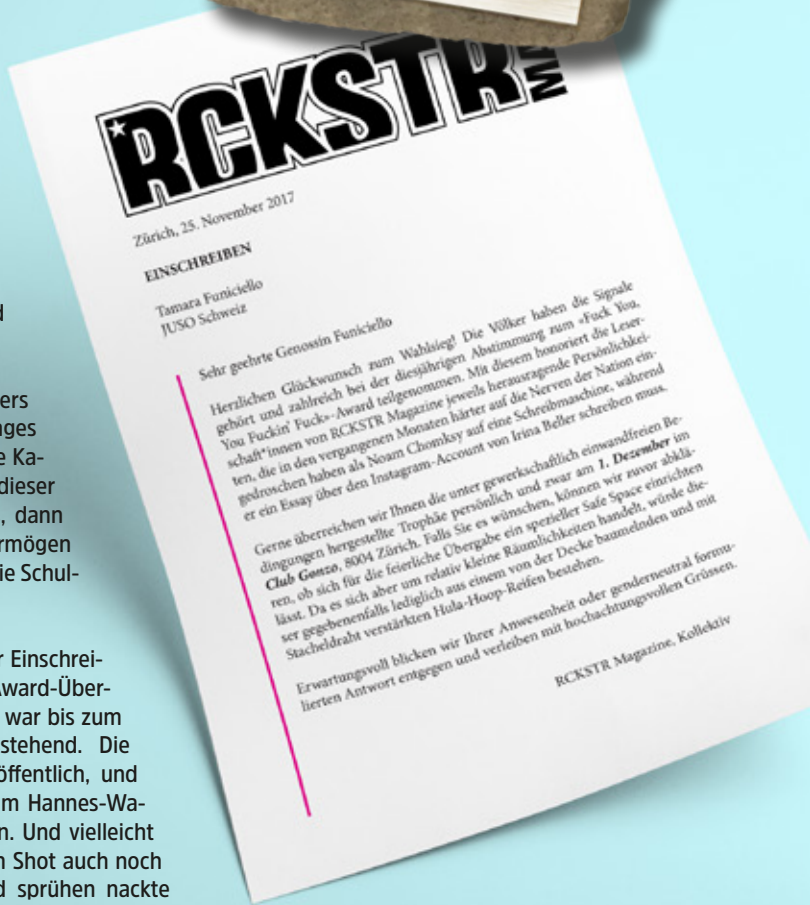 RCKSTR
Zürich, 25. November 2017
EINSCHREIBEN
Tamara Funiciello
JUSO Schweiz
Sehr geehrte Genossin Funiciello
Herzlichen Glückwunsch zum Wahlsieg! Die Völker haben die Signale
gehört und zahlreich bei der diesjährigen Abstimmung zum «Fuck You,
You Fuckin' Fuck»-Award teilgenommen. Mit diesem honoriert die Leser-
schaft*innen von RCKSTR Magazine jeweils herausragende Persönlichkei-
ten, die in den vergangenen Monaten härter auf die Nerven der Nation ein-
gedroschen haben als Noam Chomksy auf eine Schreibmaschine, während
er ein Essay über den Instagram-Account von Irina Beller schreiben muss.
Gerne überreichen wir Ihnen die unter gewerkschaftlich einwandfreien Be-
dingungen hergestellte Trophäe persönlich und zwar am 1. Dezember im
Club Gonzo, 8004 Zürich. Falls Sie es wünschen, können wir zuvor abklä-
ren, ob sich für die feierliche Übergabe ein spezieller Safe Space einrichten
lässt. Da es sich aber um relativ kleine Räumlichkeiten handelt, würde die-
ser gegebenenfalls lediglich aus einem von der Decke baumelnden und mit
Stacheldraht verstärkten Hula-Hoop-Reifen bestehen.
Erwartungsvoll blicken wir Ihrer Anwesenheit oder genderneutral formu-
lierten Antwort entgegen und verleiben mit hochachtungsvollen Grüssen.
RCKSTR Magazine, Kollektiv
d
ers
ges
e Ka-
dieser
, dann
ermögen
ie Schul-
r Einschrei-
Award-Über-
war bis zum
stehend. Die
öffentlich, und
m Hannes-Wa-
n. Und vielleicht
n Shot auch noch
d sprühen nackte